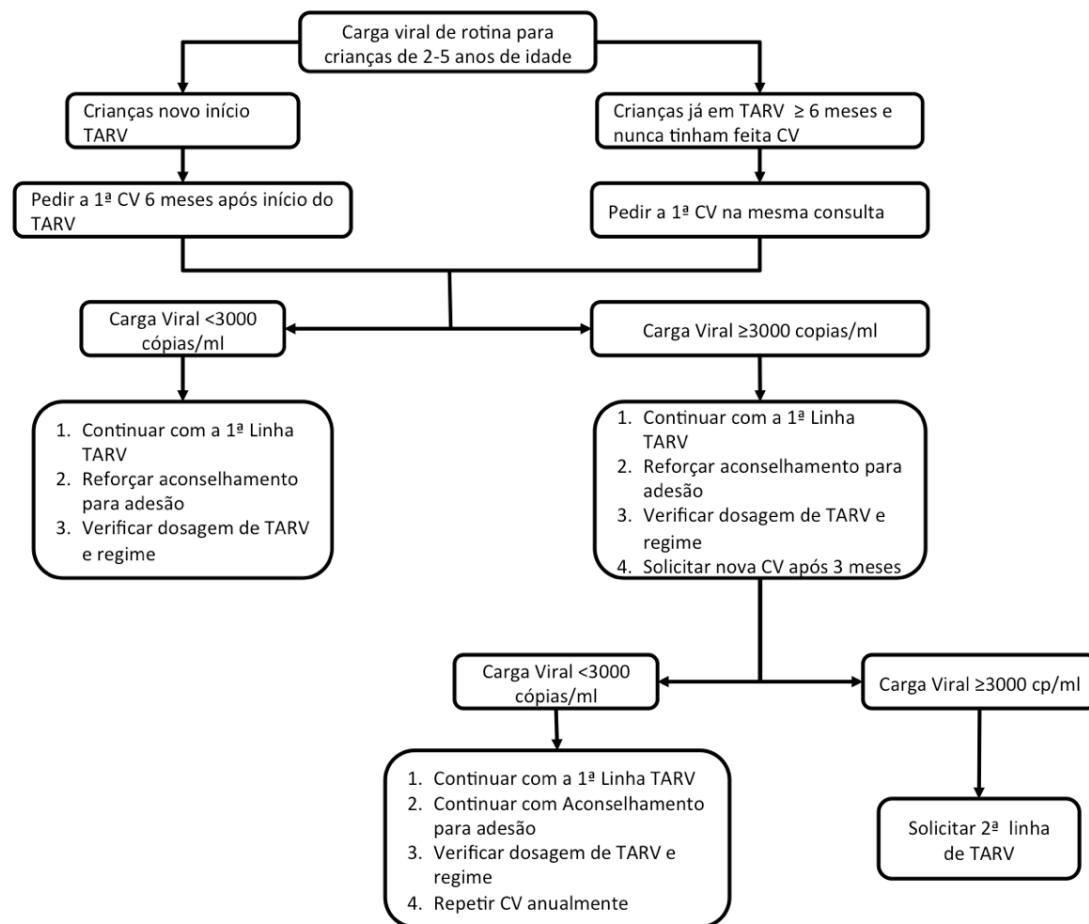 Carga viral de rotina para
crianças de 2-5 anos de idade
Crianças novo início
TARV
Crianças já em TARV ≥ 6 meses e
nunca tinham feita CV
Pedir a 1ª CV 6 meses após início do
TARV
Pedir a 1ª CV na mesma consulta
Carga Viral <3000
cópias/ml
Carga Viral ≥3000 copias/ml
1. Continuar com a 1ª Linha
TARV
2. Reforçar aconselhamento
para adesão
3. Verificar dosagem de TARV
e regime
1. Continuar com a 1ª Linha
TARV
2. Reforçar aconselhamento para
adesão
3. Verificar dosagem de TARV e
regime
4. Solicitar nova CV após 3 meses
Carga Viral <3000
cópias/ml
Carga Viral ≥3000 cp/ml
1. Continuar com a 1ª Linha TARV
2. Continuar com Aconselhamento
para adesão
3. Verificar dosagem de TARV e
regime
4. Repetir CV anualmente
Solicitar 2ª linha
de TARV